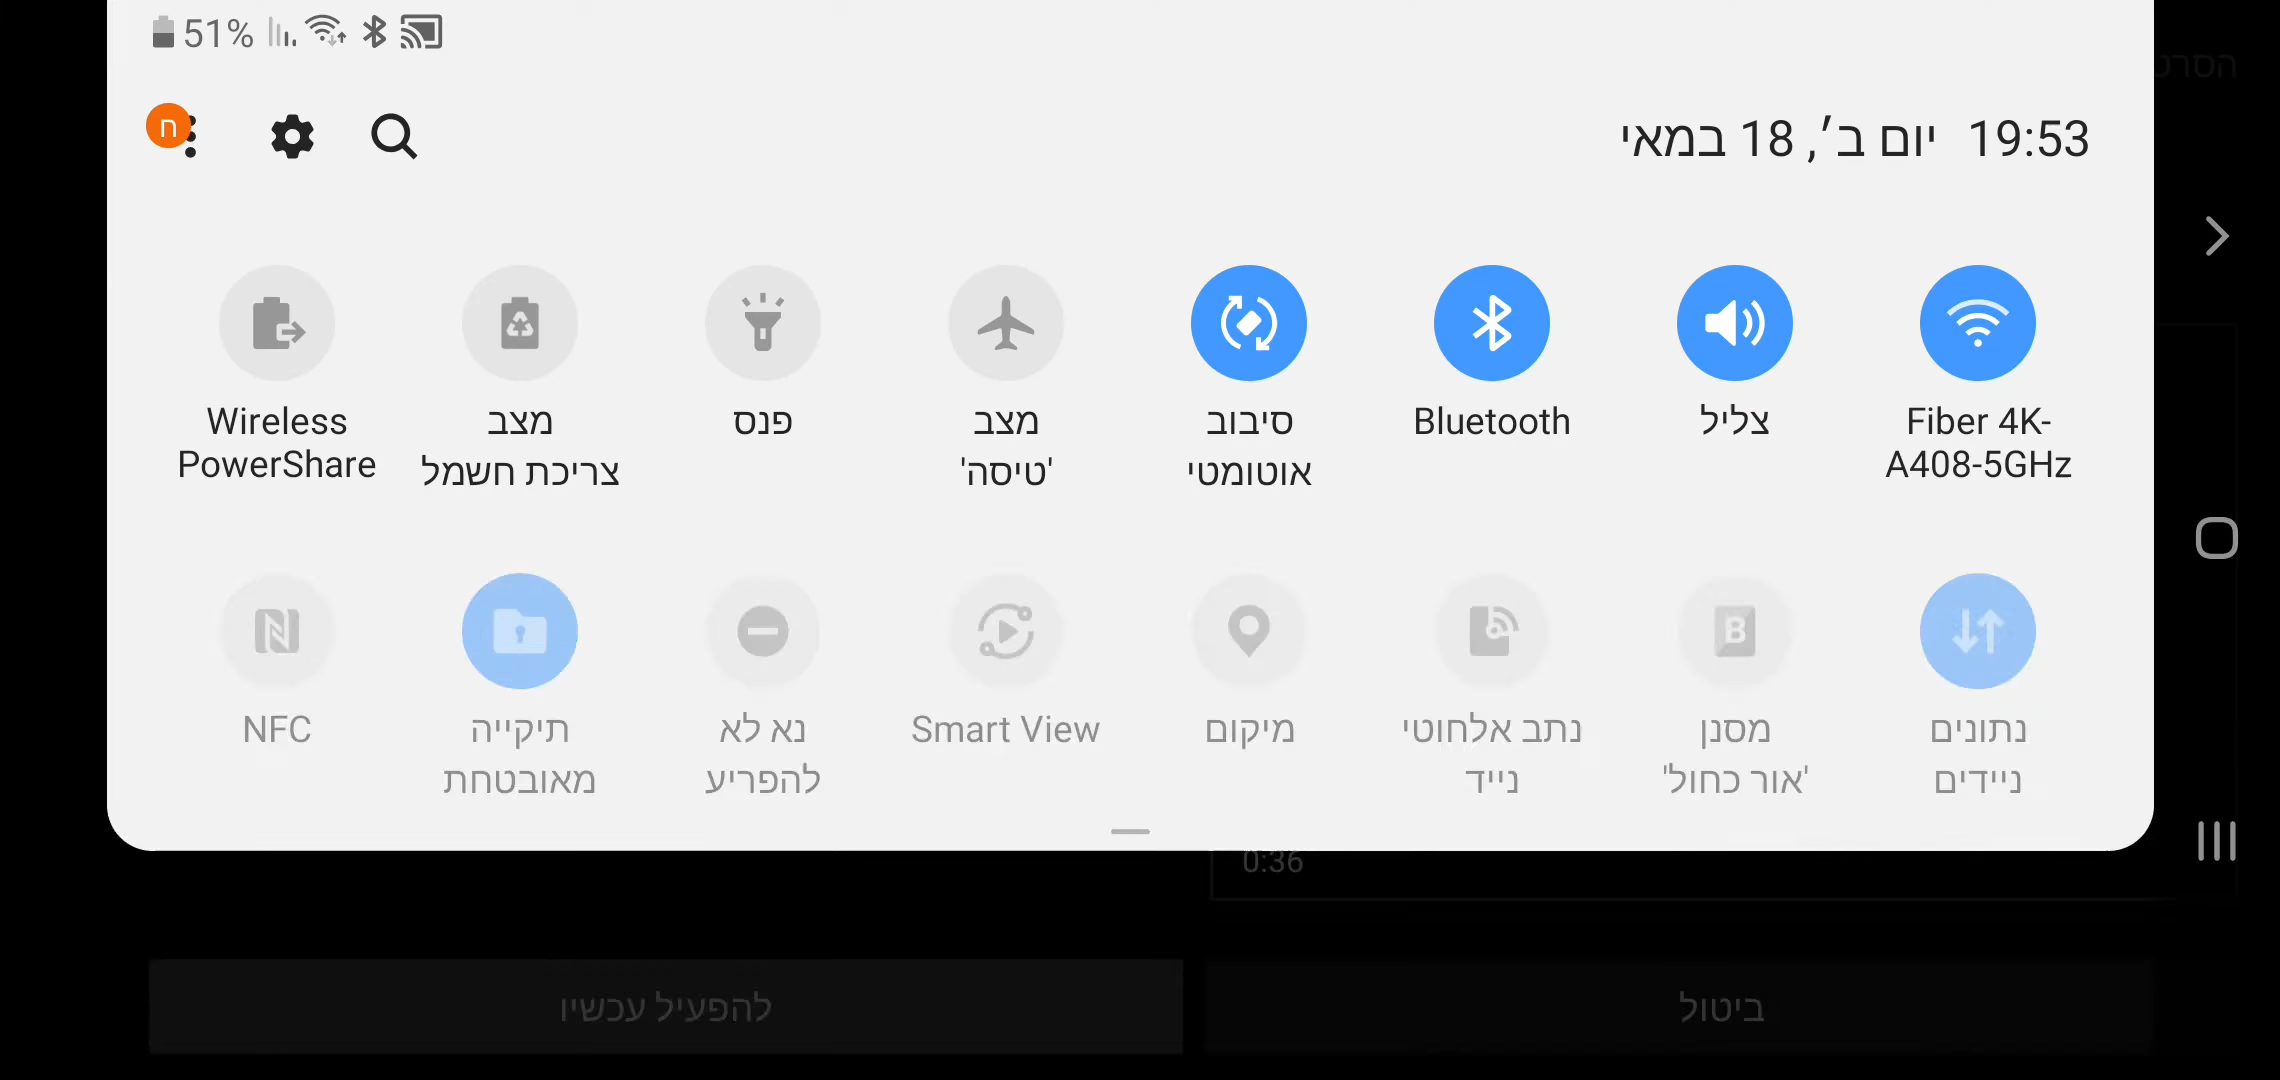 51%
19:53 יום ב׳, 18 במאי
ח
הסרט
Fiber 4K-
A408-5GHz
צליל
Bluetooth
סיבוב
אוטומטי
מצב
'טיסה'
פנס
מצב
צריכת חשמל
Wireless
PowerShare
נתונים
ניידים
מסנן
'אור כחול'
נתב אלחוטי
נייד
מיקום
Smart View
נא לא
להפריע
תיקייה
מאובטחת
NFC
0:36
ביטול
להפעיל עכשיו